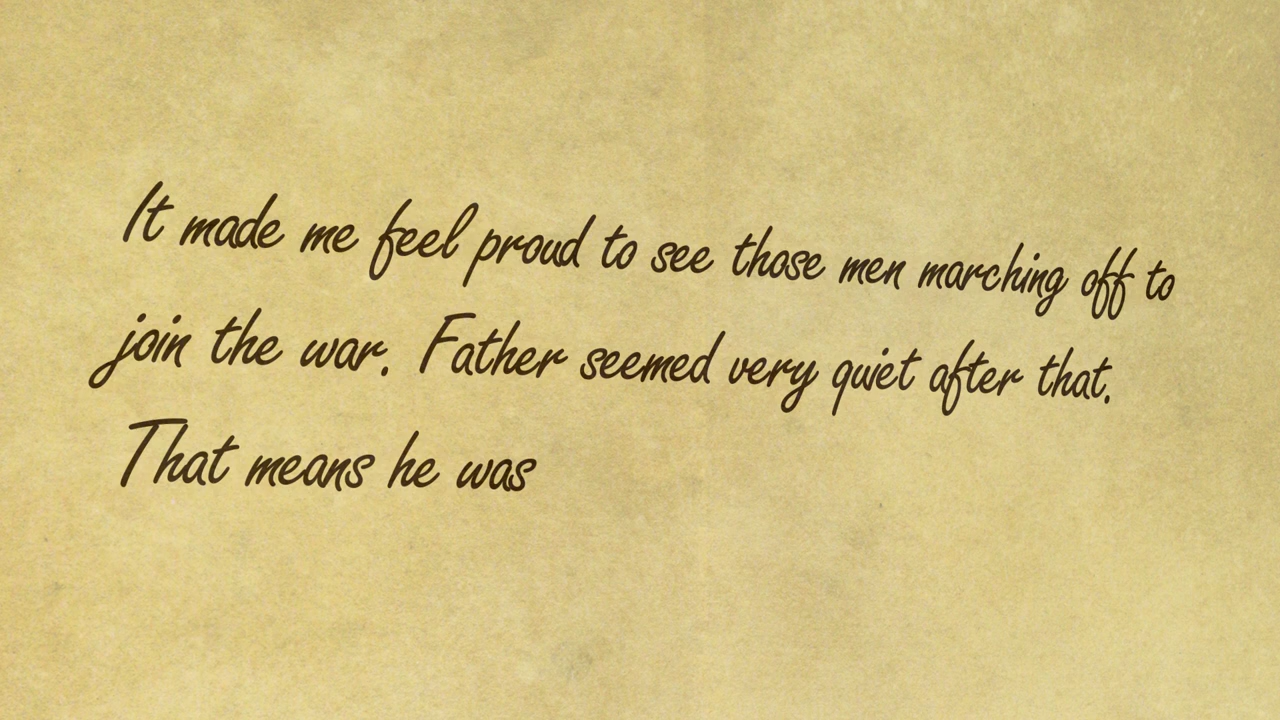 It made me feel proud to see those men marching off to
join the war. Father seemed very quiet after that.
That means he was